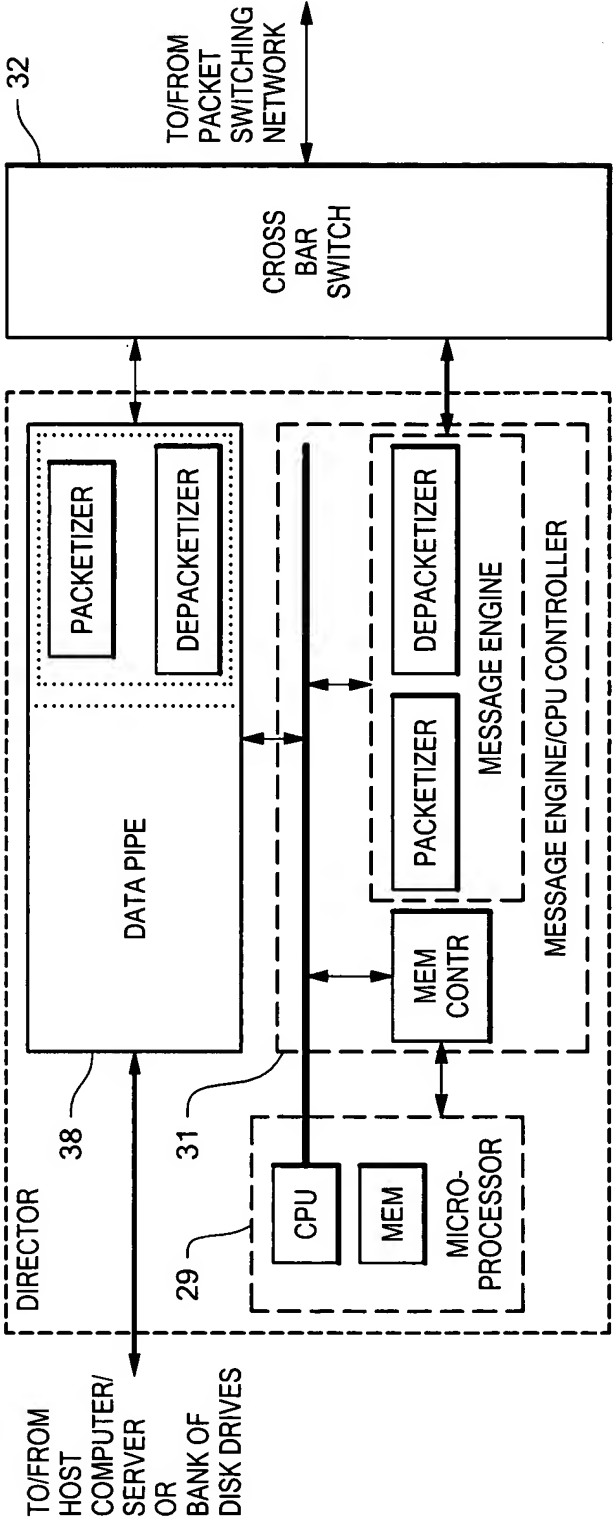 TO/FROM
HOST
COMPUTER/
SERVER
OR
BANK OF
DISK DRIVES
DIRECTOR
38
DATA PIPE
PACKETIZER
DEPACKETIZER
29
CPU
MEM
MICRO-
PROCESSOR
31
MEM
CONTR
PACKETIZER
DEPACKETIZER
MESSAGE ENGINE
MESSAGE ENGINE/CPU CONTROLLER
CROSS
BAR
SWITCH
32
TO/FROM
PACKET
SWITCHING
NETWORK